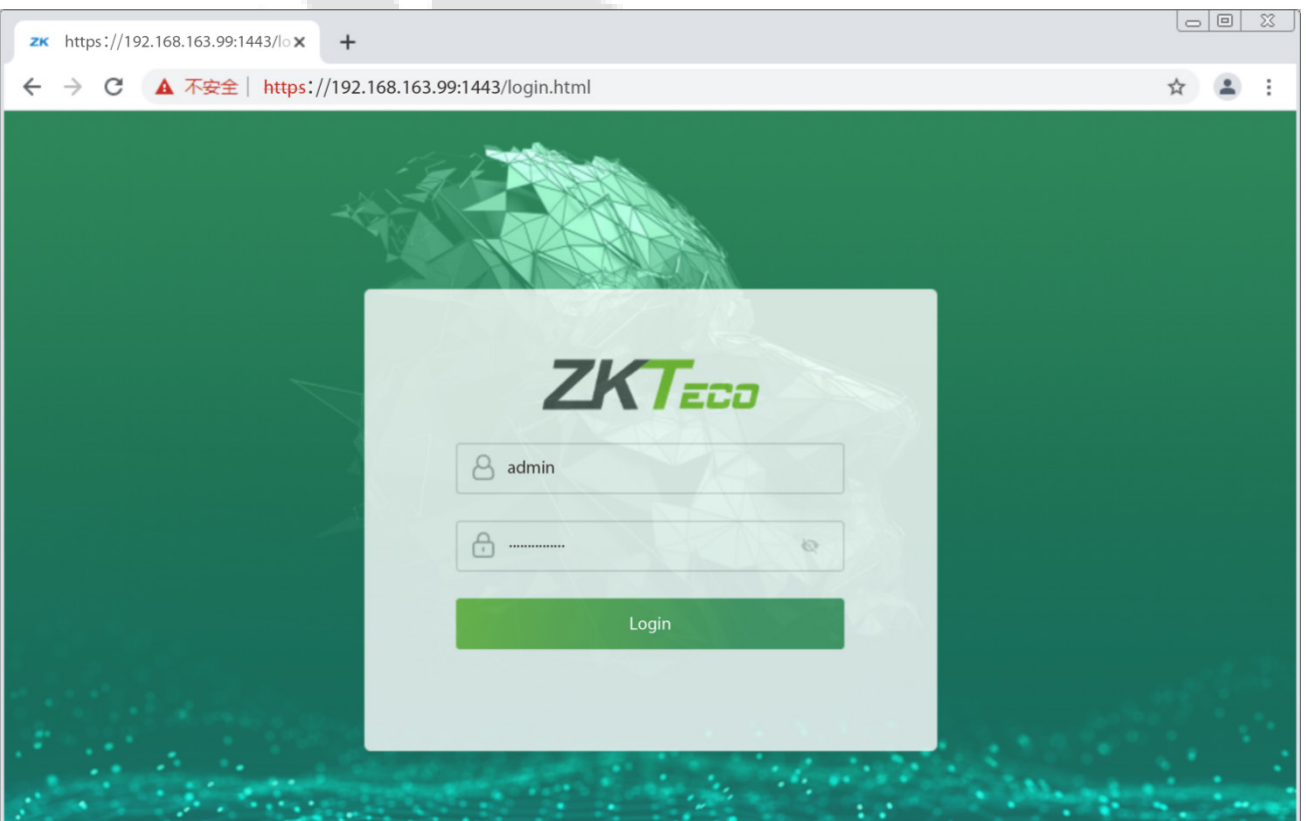 ZK https://192.168.163.99:1443/lo
不安全 https://192.168.163.99:1443/login.html
ZKTECO
admin
Login